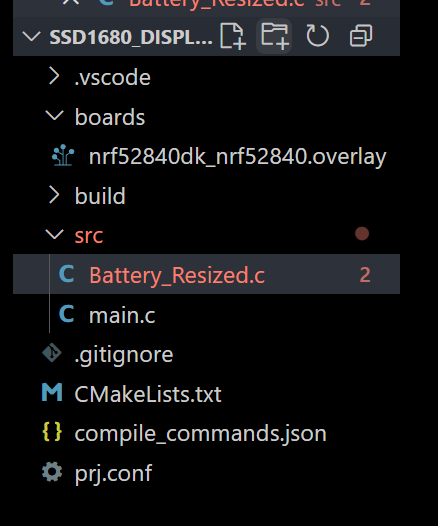 Battery_Resized.c src 2
SSD1680_DISPL...
.vscode
boards
nrf52840dk_nrf52840.overlay
build
src
C Battery_Resized.c 2
C main.c
.gitignore
M CMakeLists.txt
{} compile_commands.json
prj.conf